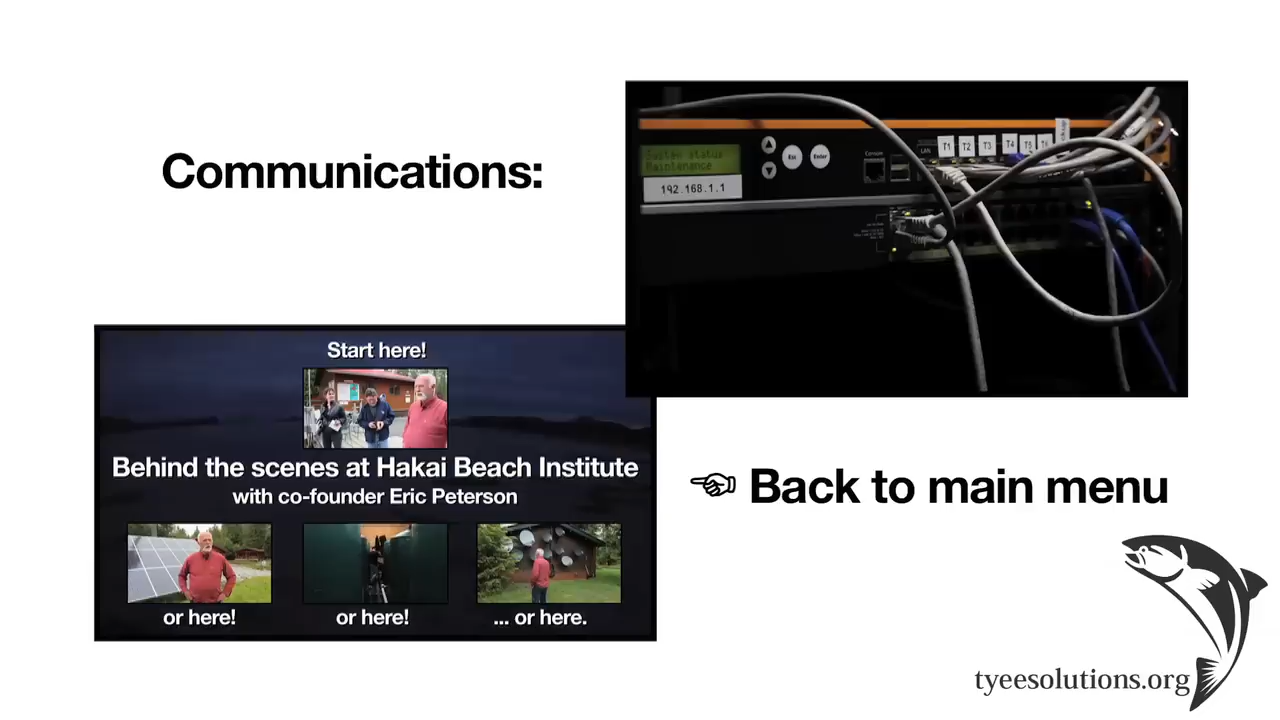 Communications:
System status
Maintenance
192.168.1.1
Esc
Enter
Console
LAN
T1 T2 T3 T4 T5
Start here!
Behind the scenes at Hakai Beach Institute
with co-founder Eric Peterson
or here!
or here!
... or here.
Back to main menu
tyeesolutions.org